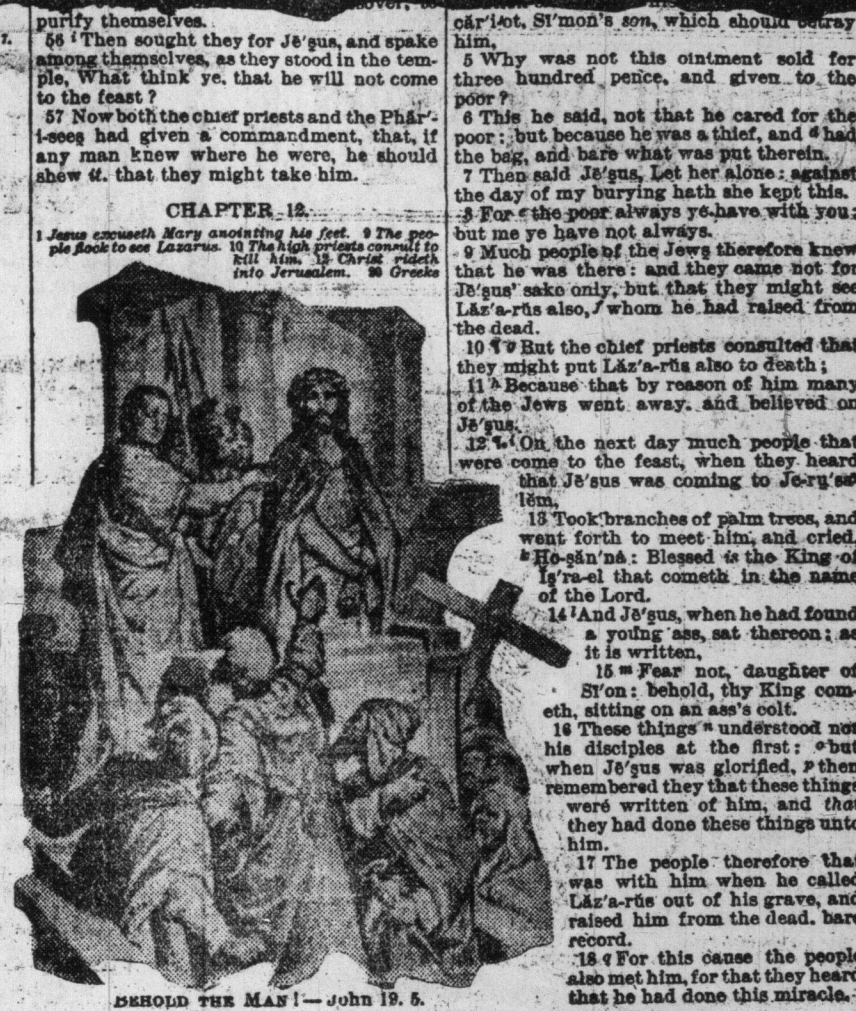 purify themselves.
56 i Then sought they for Jē´ṣus, and spake
among themselves, as they stood in the tem-
ple, What think ye, that he will not come
to the feast?
57 Now both the chief priests and the Phăr´-
i-seeṣ had given a commandment, that, if
any man knew where he were, he should
shew it, that they might take him.
CHAPTER 12.
1 Jesus excuseth Mary anointing his feet. 9 The peo-
ple flock to see Lazarus. 10 The high priests consult to
kill him. 12 Christ rideth
into Jerusalem. 20 Greeks
BEHOLD THE MAN!—John 19. 5.
căr´i-ot, Sī´mon's son, which should betray
him,
5 Why was not this ointment sold for
three hundred pence, and given to the
poor?
6 This he said, not that he cared for the
poor; but because he was a thief, and d had
the bag, and bare what was put therein.
7 Then said Jē´ṣus, Let her alone: against
the day of my burying hath she kept this.
8 For e the poor always ye have with you;
but me ye have not always.
9 Much people of the Jewṣ therefore knew
that he was there: and they came not for
Jē´ṣus' sake only, but that they might see
Lăz´a-rŭs also, f whom he had raised from
the dead.
10 ¶ g But the chief priests consulted that
they might put Lăz´a-rŭs also to death;
11 h Because that by reason of him many
of the Jews went away, and believed on
Jē´ṣus.
12 ¶ i On the next day much people that
were come to the feast, when they heard
that Jē´sus was coming to Je-ru´sa-
lĕm,
13 Took branches of palm trees, and
went forth to meet him, and cried,
k Ho-ṣăn´nȧ: Blessed is the King of
Iṣ´ra-el that cometh in the name
of the Lord.
14 l And Jē´ṣus, when he had found
a young ass, sat thereon; as
it is written,
15 m Fear not, daughter of
Sī´on: behold, thy King com-
eth, sitting on an ass's colt.
16 These things n understood not
his disciples at the first: o but
when Jē´ṣus was glorified, p then
remembered they that these things
were written of him, and that
they had done these things unto
him.
17 The people therefore that
was with him when he called
Lăz´a-rŭs out of his grave, and
raised him from the dead, bare
record.
18 q For this cause the people
also met him, for that they heard
that he had done this miracle.